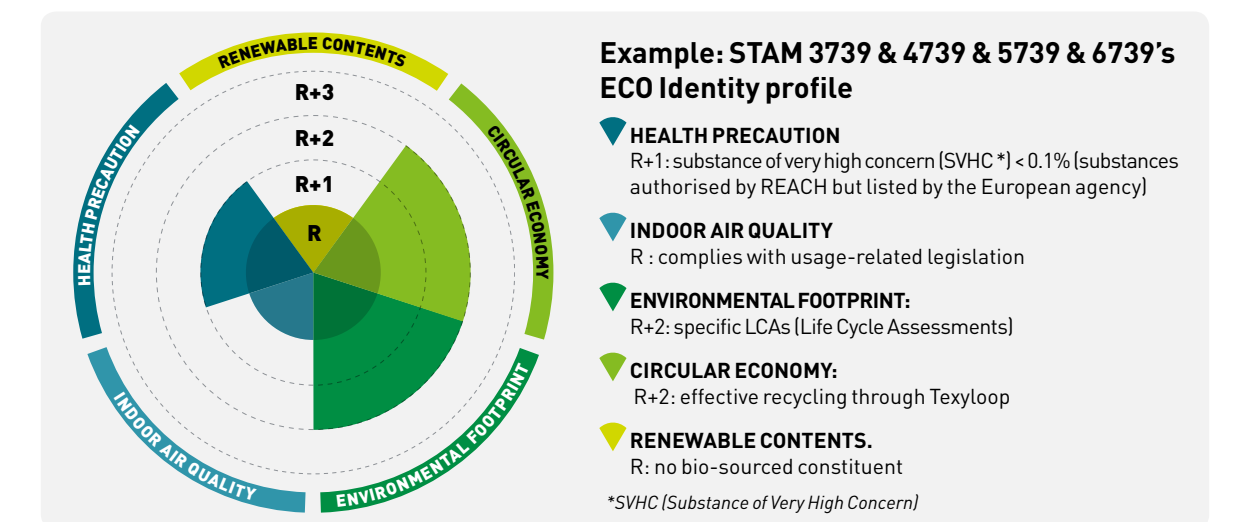 RENEWABLE CONTENTS
CIRCULAR ECONOMY
ENVIRONMENTAL FOOTPRINT
INDOOR AIR QUALITY
HEALTH PRECAUTION
R+3
R+2
R+1
R
Example: STAM 3739 & 4739 & 5739 & 6739's
ECO Identity profile
HEALTH PRECAUTION
R+1: substance of very high concern (SVHC *) < 0.1% (substances
authorised by REACH but listed by the European agency)
INDOOR AIR QUALITY
R : complies with usage-related legislation
ENVIRONMENTAL FOOTPRINT:
R+2: specific LCAs (Life Cycle Assessments)
CIRCULAR ECONOMY:
R+2: effective recycling through Texyloop
RENEWABLE CONTENTS.
R: no bio-sourced constituent
*SVHC (Substance of Very High Concern)